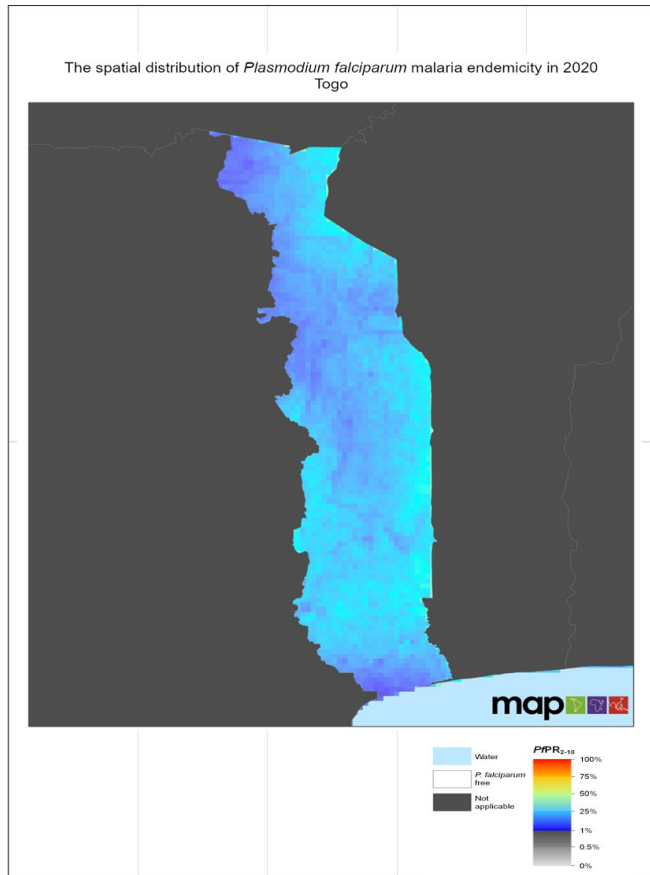 The spatial distribution of Plasmodium falciparum malaria endemicity in 2020
Togo
map
Water
P. falciparum
free
Not
applicable
PfPR2-10
100%
75%
50%
25%
1%
0.5%
0%